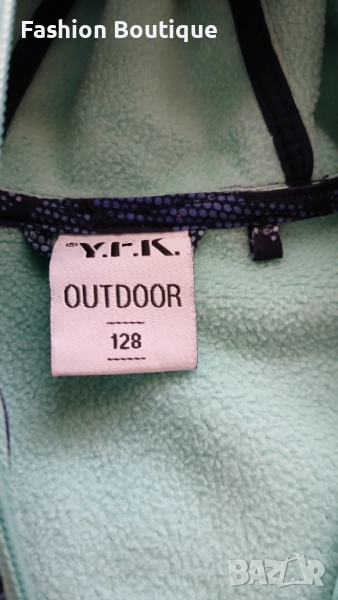 Fashion Boutique
®Y.F.K.
OUTDOOR
128
BAZAR